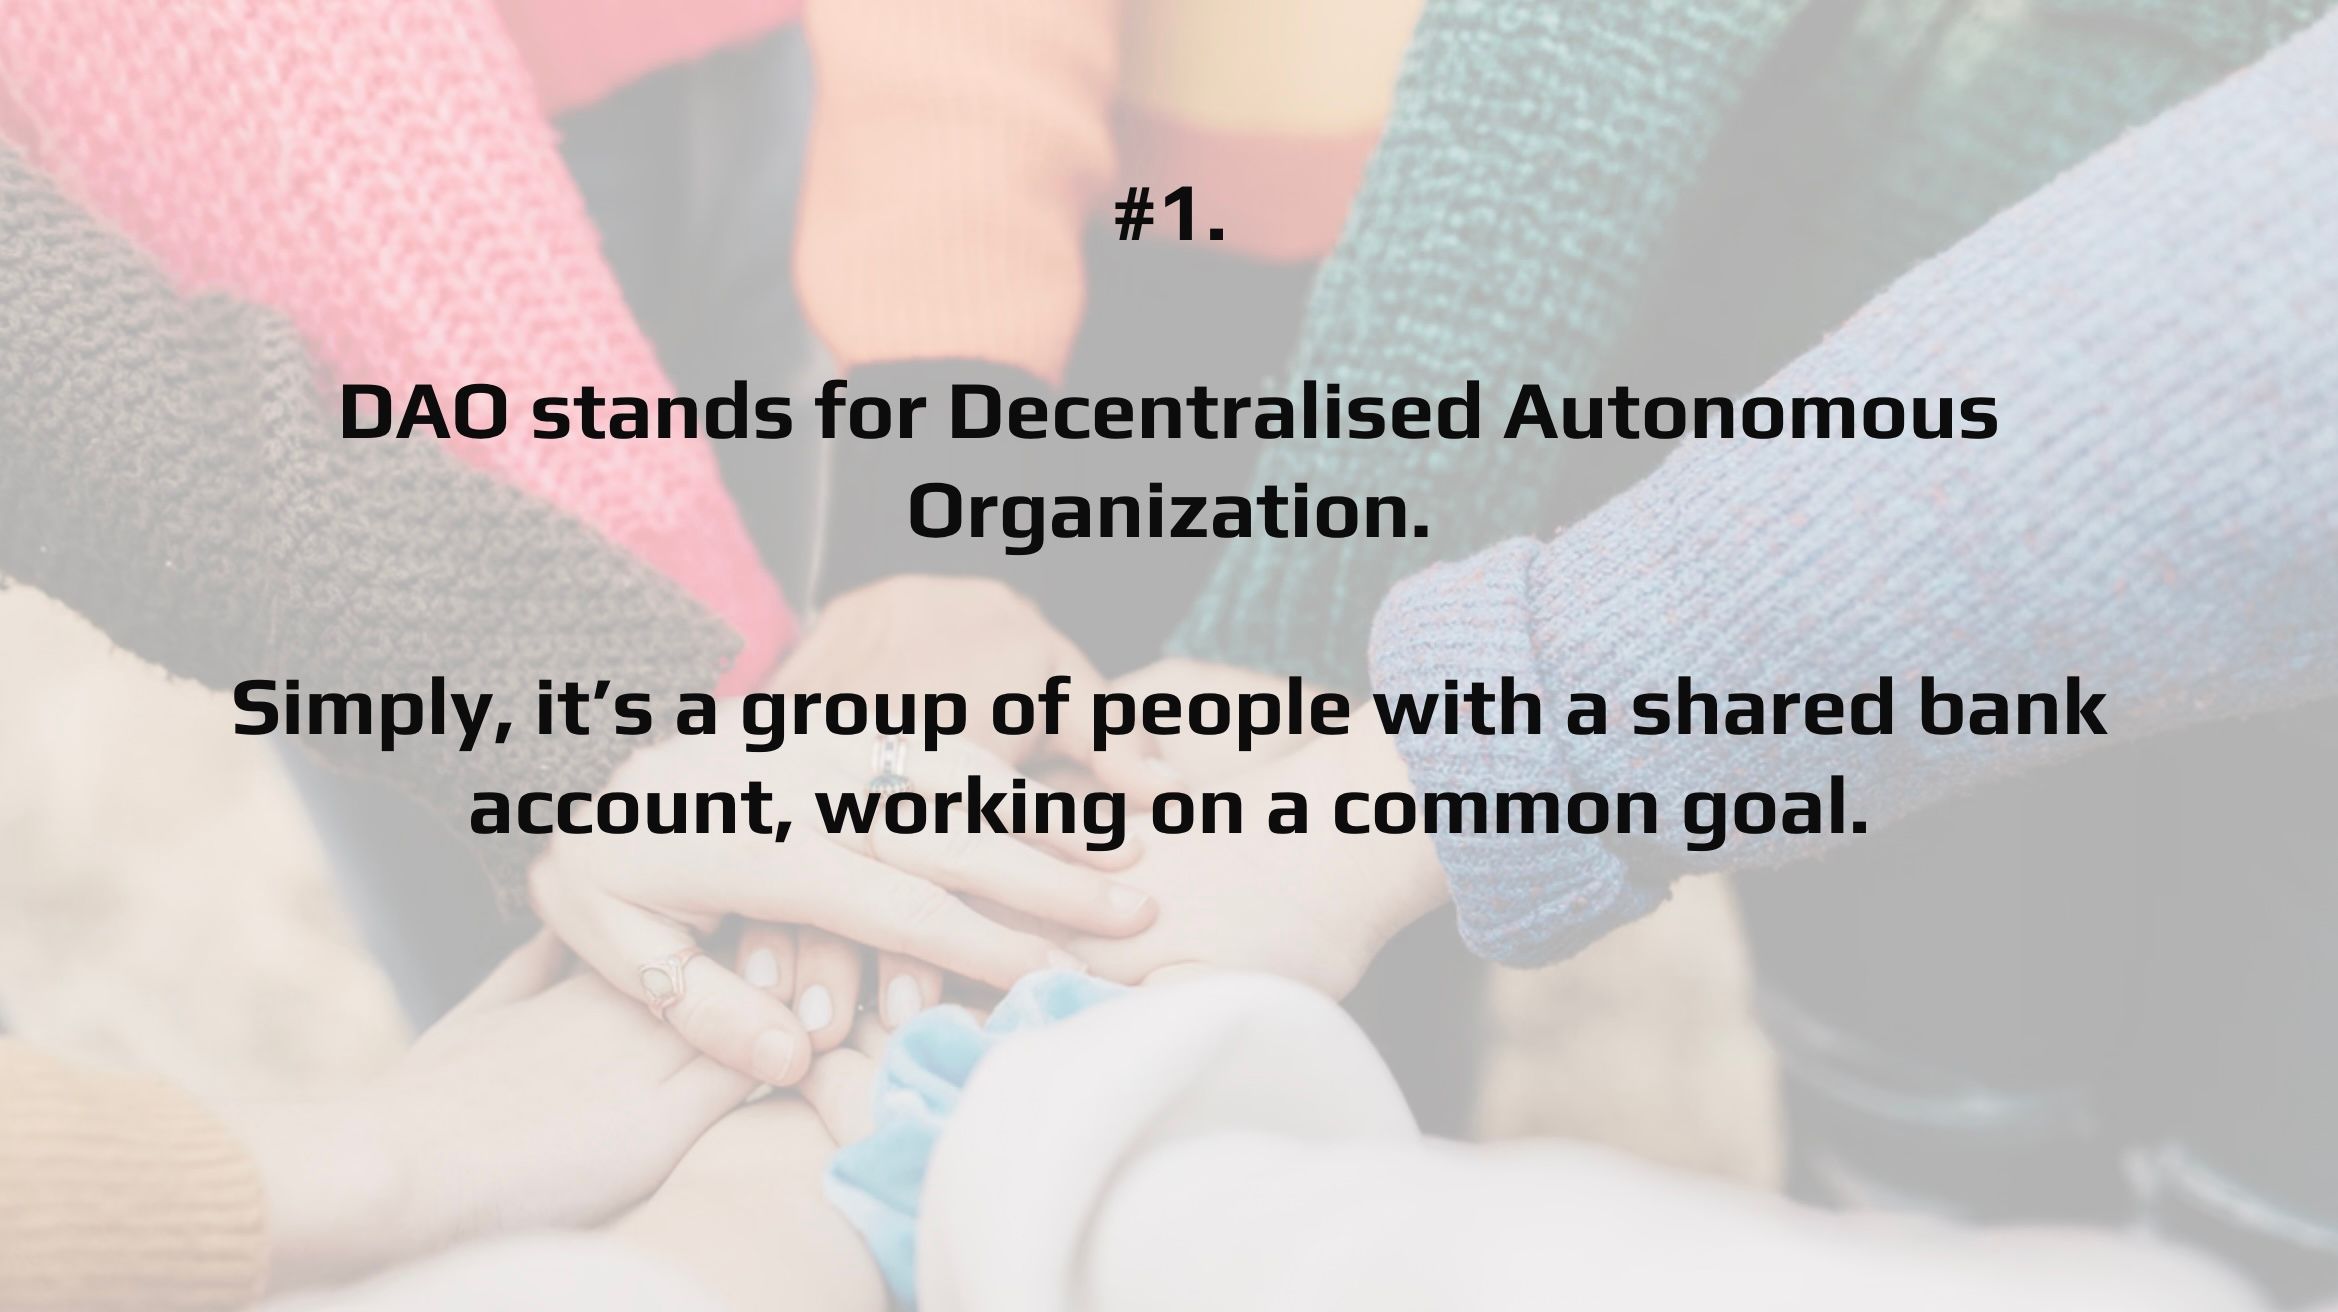 #1.
DAO stands for Decentralised Autonomous
Organization.
Simply, it’s a group of people with a shared bank
account, working on a common goal.